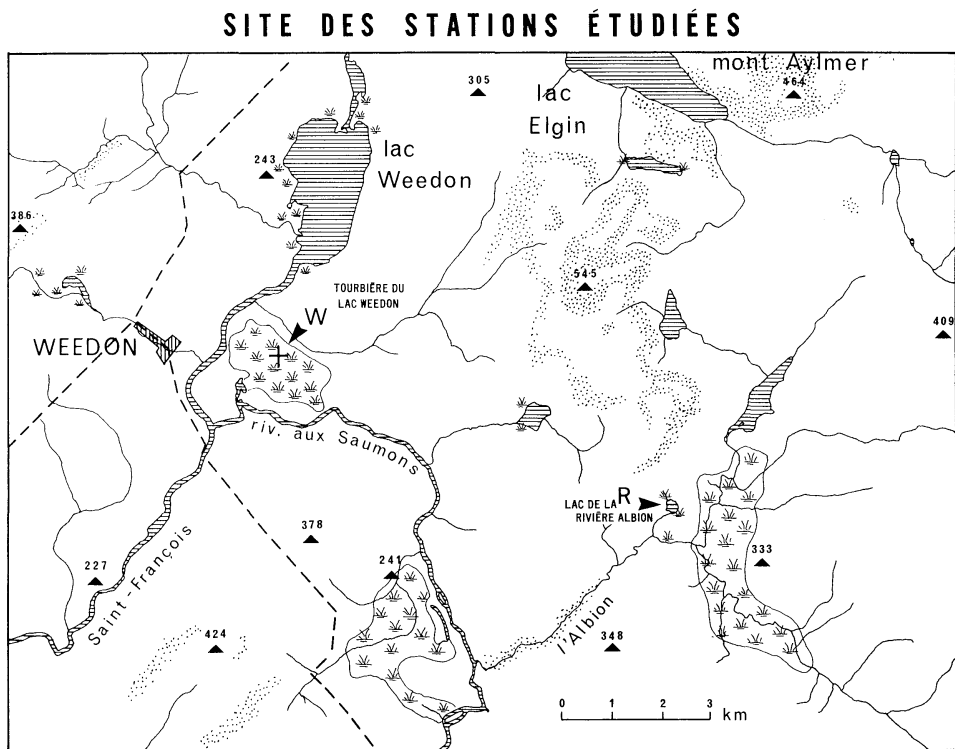 SITE DES STATIONS ÉTUDIÉES
mont Aylmer
464
305
lac
Elgin
lac
Weedon
243
386
545
TOURBIÈRE DU
LAC WEEDON
W
409
WEEDON
riv. aux Saumons
R
LAC DE LA
RIVIÈRE ALBION
378
333
241
227
Saint-François
l'Albion
424
348
0 1 2 3
km